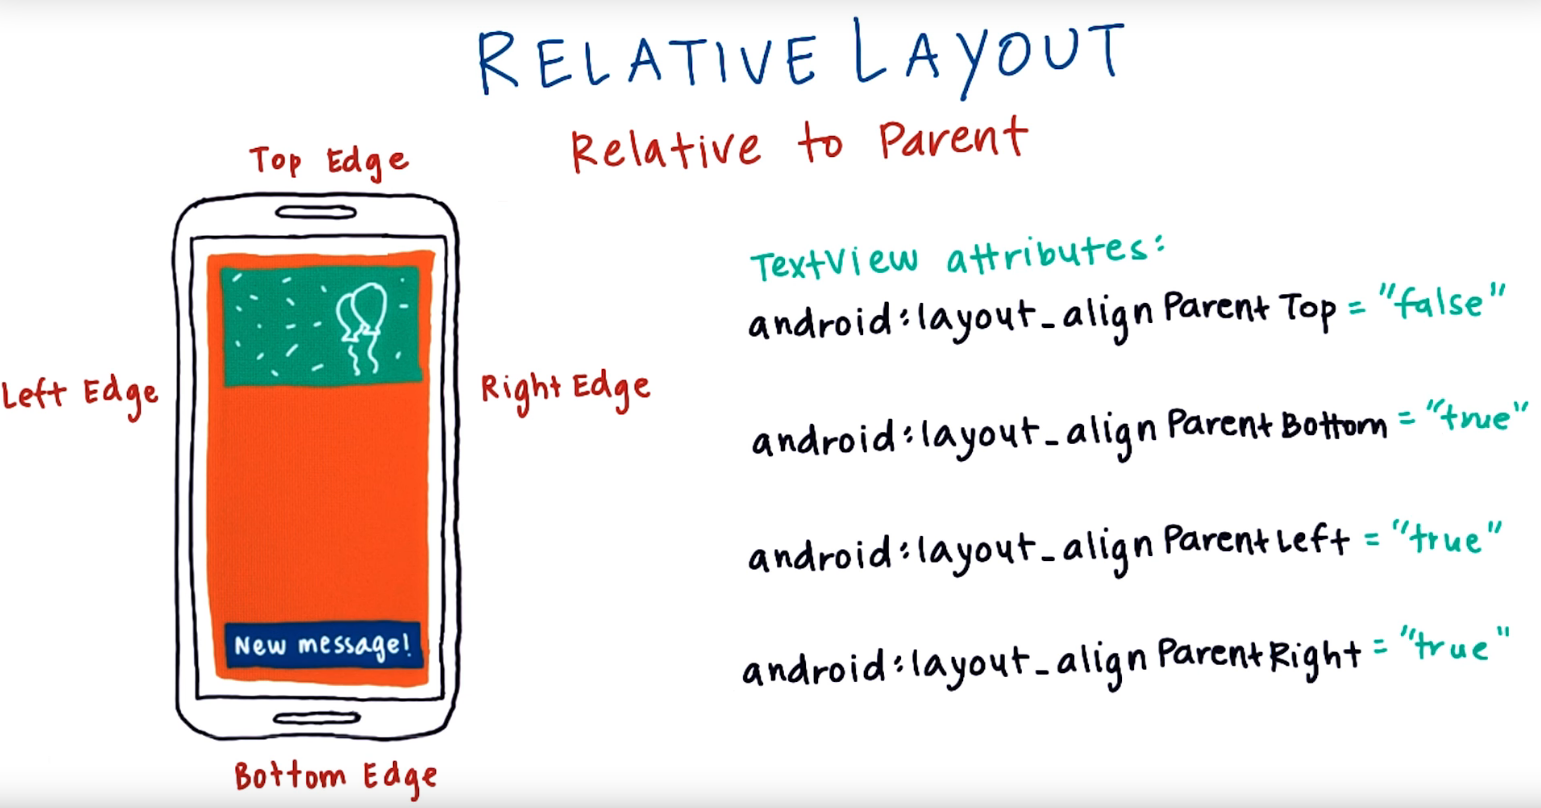 RELATIVE LAYOUT
Relative to Parent
Top Edge
Left Edge
Right Edge
New message!
Bottom Edge
TextView attributes:
android:layout_alignParentTop = "false"
android:layout_alignParentBottom = "true"
android:layout_alignParentLeft = "true"
android:layout_alignParentRight = "true"